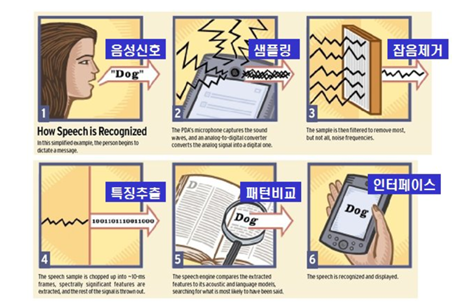 음성신호
"Dog"
1
How Speech is Recognized
In this simplified example, the person begins to
dictate a message.
샘플링
2
The PDA's microphone captures the sound
waves, and an analog-to-digital converter
converts the analog signal into a digital one.
잡음제거
3
The sample is then filtered to remove most,
but not all, noise frequencies.
특징추출
100101101011000
4
The speech sample is chopped up into ~10-ms
frames, spectrally significant features are
extracted, and the rest of the signal is thrown out.
패턴비교
D
Dog
5
The speech engine compares the extracted
features to its acoustic and language models,
searching for what is most likely to have been said.
인터페이스
Dog
6
The speech is recognized and displayed.